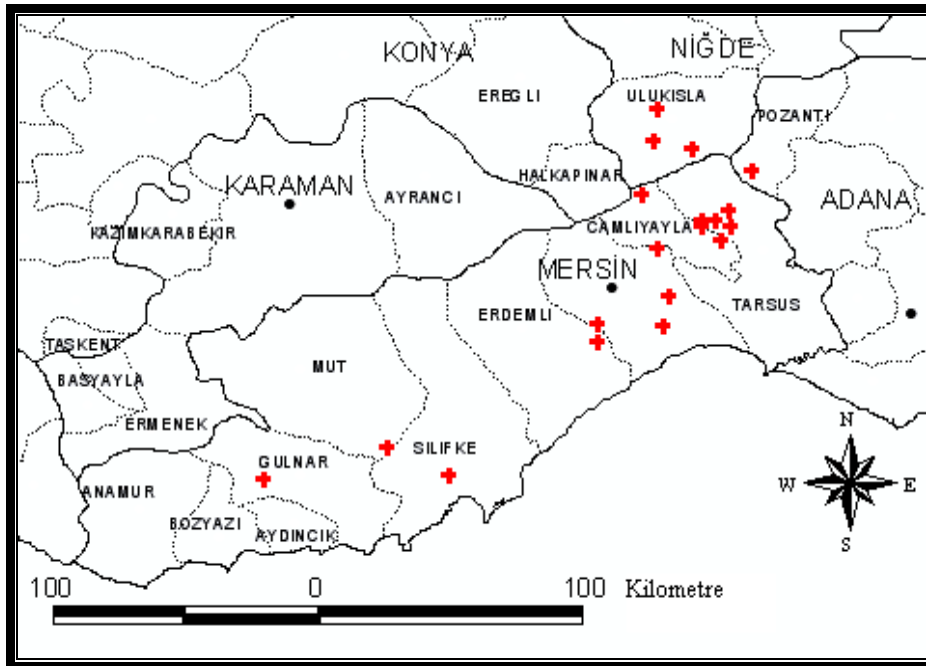 KONYA
NİĞDE
EREGLI
ULUKISLA
POZANTI
HALKAPINAR
KARAMAN
AYRANCI
ADANA
KAZIMKARABEKIR
CAMLIYAYLA
MERSİN
TARSUS
ERDEMLI
TASKENT
MUT
BASYAYLA
ERMENEK
SILIFKE
GULNAR
ANAMUR
BOZYAZI
AYDINCIK
N
W
E
S
100
0
100
Kilometre